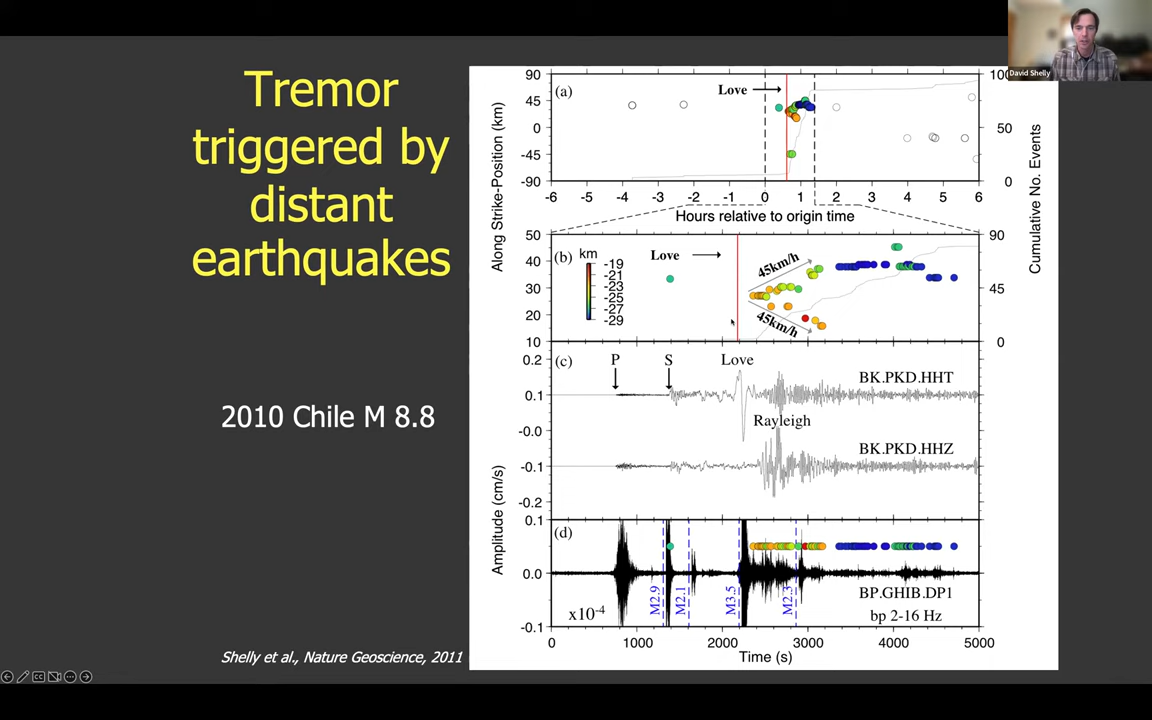 David Shelly
Tremor
triggered by
distant
earthquakes
2010 Chile M 8.8
Shelly et al., Nature Geoscience, 2011
90
45
0
-45
-90
(a)
Love
100
50
0
-6 -5 -4 -3 -2 -1 0 1 2 3 4 5 6
Hours relative to origin time
Along Strike-Position (km)
Cumulative No. Events
50
40
30
20
10
(b)
km
-19
-21
-23
-25
-27
-29
Love
45km/h
45km/h
90
45
0
0.2
0.1
-0.0
-0.1
-0.2
(c)
P S Love
BK.PKD.HHT
Rayleigh
BK.PKD.HHZ
Amplitude (cm/s)
0.1
0.0
-0.1
(d)
M2.9
M2.1
M3.5
M2.3
x10-4
BP.GHIB.DP1
bp 2-16 Hz
0 1000 2000 3000 4000 5000
Time (s)